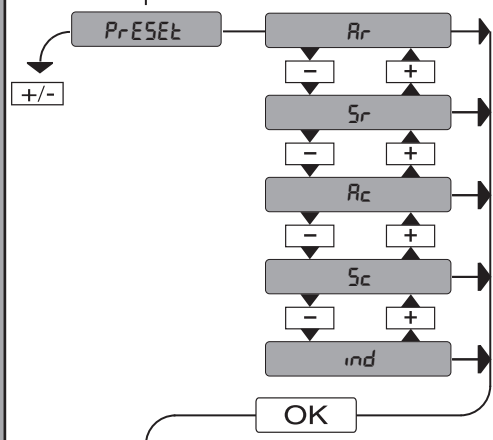 PrESEt
Ar
+/-
- +
Sr
- +
Ac
- +
Sc
- +
ind
OK